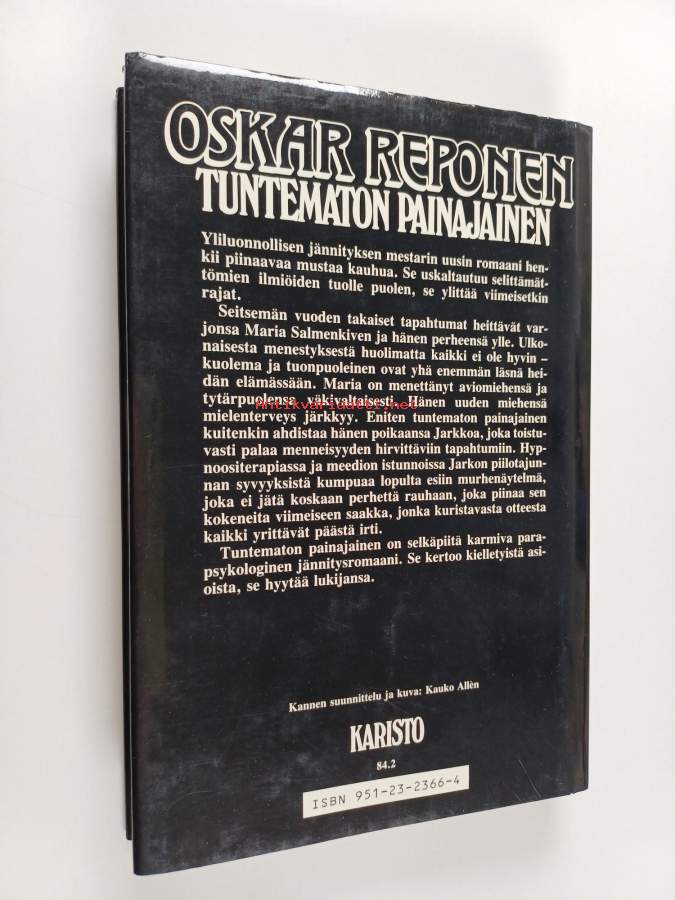 OSKAR REPONEN
TUNTEMATON PAINAJAINEN
Yliluonnollisen jännityksen mestarin uusin romaani hen-
kii piinaavaa mustaa kauhua. Se uskaltautuu selittämät-
tömien ilmiöiden tuolle puolen, se ylittää viimeisetkin
rajat.
Seitsemän vuoden takaiset tapahtumat heittävät var-
jonsa Maria Salmenkiven ja hänen perheensä ylle. Ulko-
naisesta menestyksestä huolimatta kaikki ei ole hyvin –
kuolema ja tuonpuoleinen ovat yhä enemmän läsnä hei-
dän elämässään. Maria on menettänyt aviomiehensä ja
tytärpuolensa väkivaltaisesti. Hänen uuden miehensä
Antikvariaatti.net
mielenterveys järkkyy. Eniten tuntematon painajainen
kuitenkin ahdistaa hänen poikaansa Jarkkoa, joka toistu-
vasti palaa menneisyyden hirvittäviin tapahtumiin. Hyp-
noositerapiassa ja meedion istunnoissa Jarkon piilotajun-
nan syvyyksistä kumpuaa lopulta esiin murhenäytelmä,
joka ei jätä koskaan perhettä rauhaan, joka piinaa sen
kokeneita viimeiseen saakka, jonka kuristavasta otteesta
kaikki yrittävät päästä irti.
Tuntematon painajainen on selkäpiitä karmiva para-
psykologinen jännitysromaani. Se kertoo kielletyistä asi-
oista, se hyytää lukijansa.
Kannen suunnittelu ja kuva: Kauko Allèn
KARISTO
84.2
ISBN 951-23-2366-4